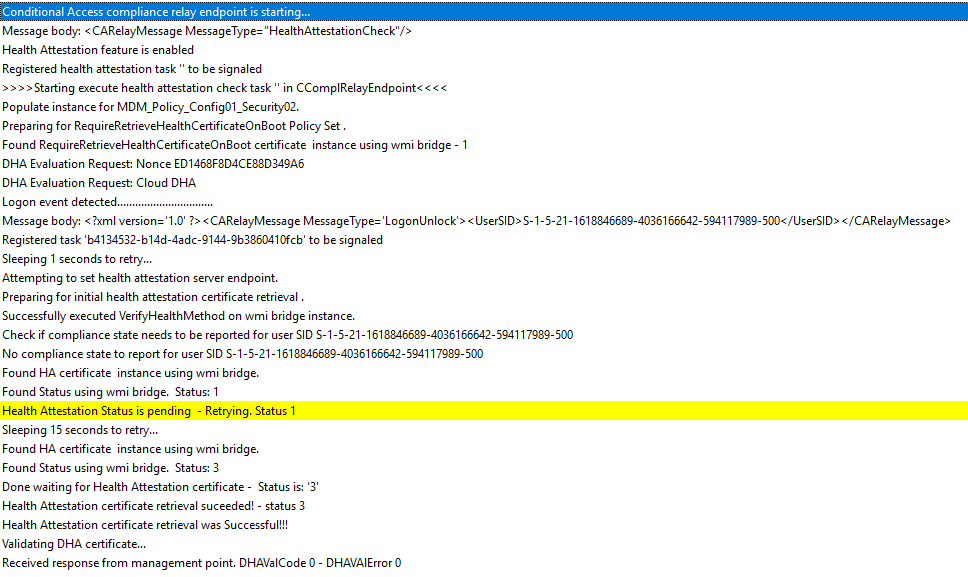 Conditional Access compliance relay endpoint is starting...
Message body: <CARelayMessage MessageType="HealthAttestationCheck"/>
Health Attestation feature is enabled
Registered health attestation task '' to be signaled
>>>>Starting execute health attestation check task '' in CComplRelayEndpoint<<<<
Populate instance for MDM_Policy_Config01_Security02.
Preparing for RequireRetrieveHealthCertificateOnBoot Policy Set .
Found RequireRetrieveHealthCertificateOnBoot certificate  instance using wmi bridge - 1
DHA Evaluation Request: Nonce ED1468F8D4CE88D349A6
DHA Evaluation Request: Cloud DHA
Logon event detected................................
Message body: <?xml version='1.0' ?><CARelayMessage MessageType='LogonUnlock'><UserSID>S-1-5-21-1618846689-4036166642-594117989-500</UserSID></CARelayMessage>
Registered task 'b4134532-b14d-4adc-9144-9b3860410fcb' to be signaled
Sleeping 1 seconds to retry...
Attempting to set health attestation server endpoint.
Preparing for initial health attestation certificate retrieval .
Successfully executed VerifyHealthMethod on wmi bridge instance.
Check if compliance state needs to be reported for user SID S-1-5-21-1618846689-4036166642-594117989-500
No compliance state to report for user SID S-1-5-21-1618846689-4036166642-594117989-500
Found HA certificate  instance using wmi bridge.
Found Status using wmi bridge.  Status: 1
Health Attestation Status is pending  - Retrying. Status 1
Sleeping 15 seconds to retry...
Found HA certificate  instance using wmi bridge.
Found Status using wmi bridge.  Status: 3
Done waiting for Health Attestation certificate -  Status is: '3'
Health Attestation certificate retrieval suceeded! - status 3
Health Attestation certificate retrieval was Successful!!!
Validating DHA certificate...
Received response from management point. DHAValCode 0 - DHAVAlError 0